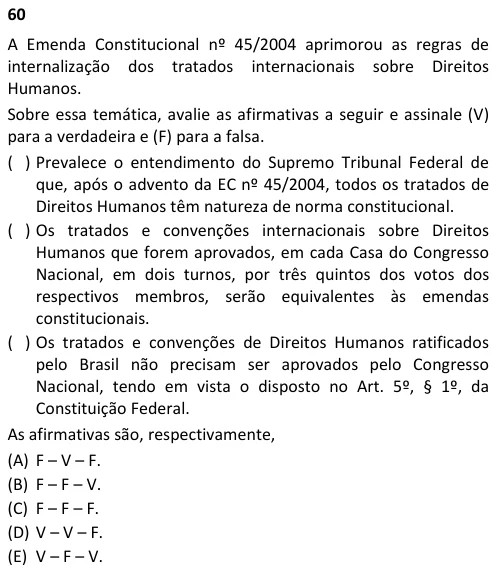 60
A Emenda Constitucional nº 45/2004 aprimorou as regras de
internalização dos tratados internacionais sobre Direitos
Humanos.
Sobre essa temática, avalie as afirmativas a seguir e assinale (V)
para a verdadeira e (F) para a falsa.
( ) Prevalece o entendimento do Supremo Tribunal Federal de
que, após o advento da EC nº 45/2004, todos os tratados de
Direitos Humanos têm natureza de norma constitucional.
( ) Os tratados e convenções internacionais sobre Direitos
Humanos que forem aprovados, em cada Casa do Congresso
Nacional, em dois turnos, por três quintos dos votos dos
respectivos membros, serão equivalentes às emendas
constitucionais.
( ) Os tratados e convenções de Direitos Humanos ratificados
pelo Brasil não precisam ser aprovados pelo Congresso
Nacional, tendo em vista o disposto no Art. 5º, § 1º, da
Constituição Federal.
As afirmativas são, respectivamente,
(A) F – V – F.
(B) F – F – V.
(C) F – F – F.
(D) V – V – F.
(E) V – F – V.